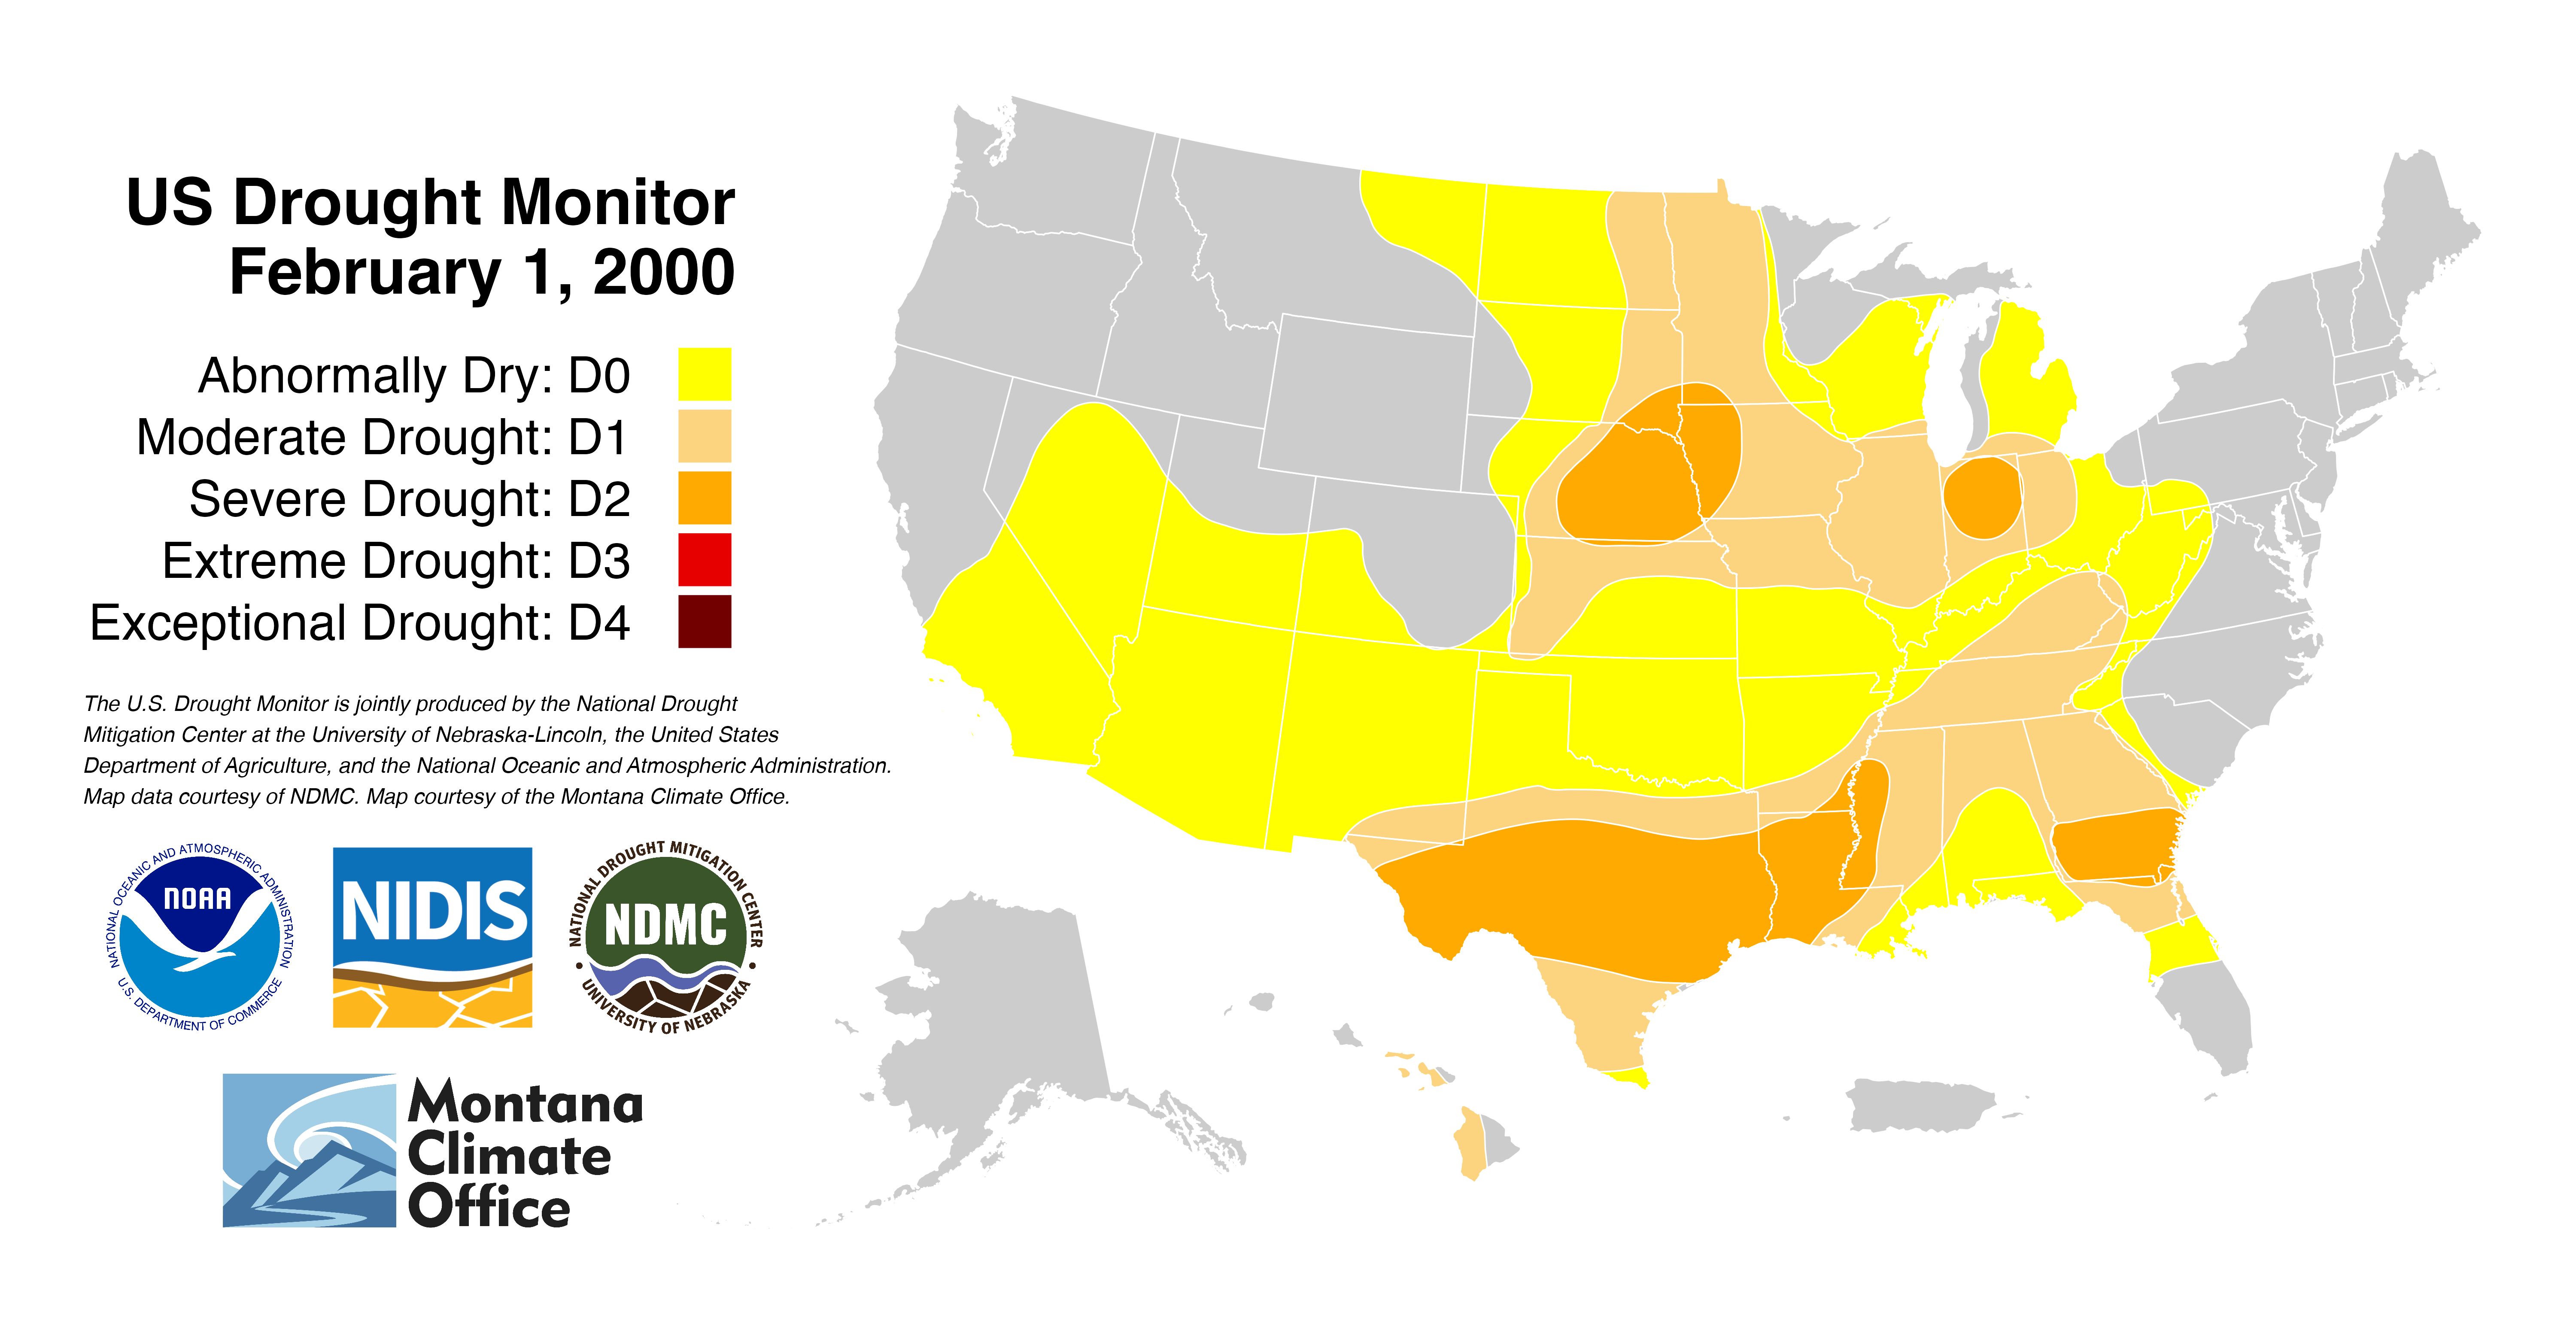 US Drought Monitor
February 1, 2000
Abnormally Dry: D0
Moderate Drought: D1
Severe Drought: D2
Extreme Drought: D3
Exceptional Drought: D4
The U.S. Drought Monitor is jointly produced by the National Drought
Mitigation Center at the University of Nebraska-Lincoln, the United States
Department of Agriculture, and the National Oceanic and Atmospheric Administration.
Map data courtesy of NDMC. Map courtesy of the Montana Climate Office.
NATIONAL OCEANIC AND ATMOSPHERIC ADMINISTRATION
NOAA
U.S. DEPARTMENT OF COMMERCE
NIDIS
NATIONAL DROUGHT MITIGATION CENTER
NDMC
• UNIVERSITY OF NEBRASKA •
Montana
Climate
Office